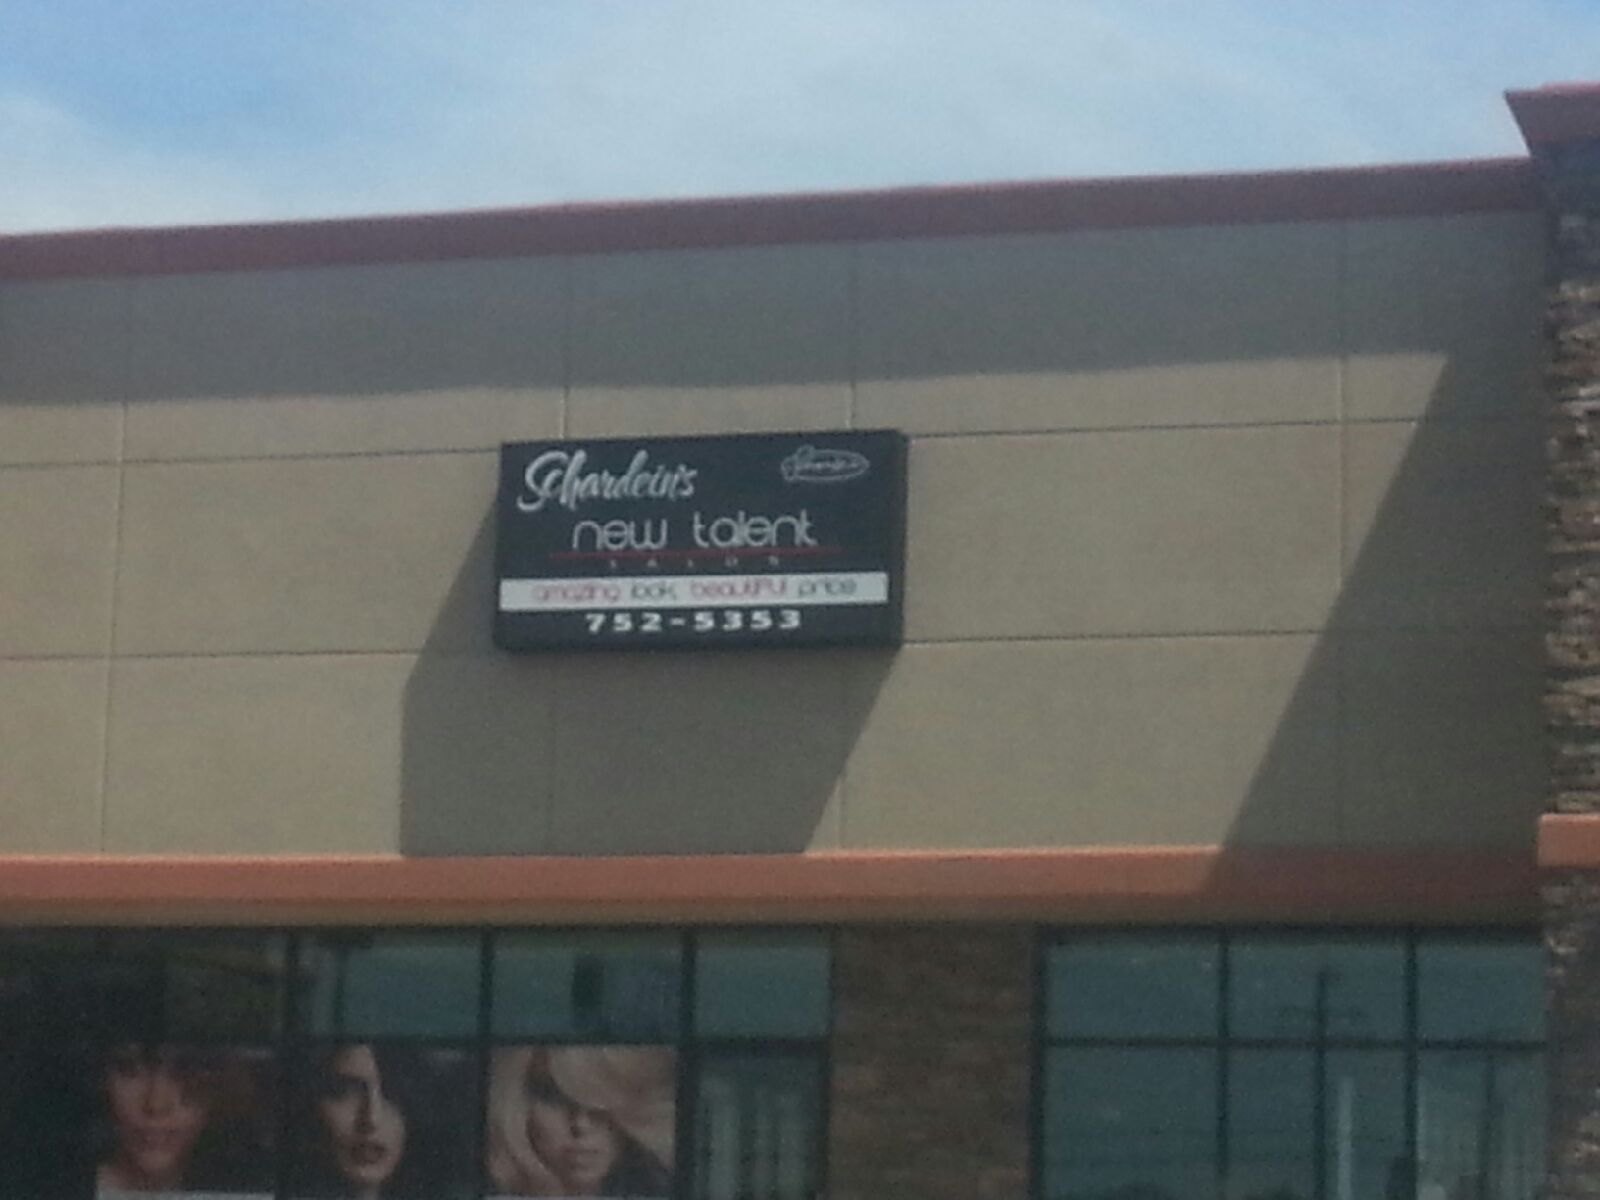 Schardein's
new talent
SALON
amazing look, beautiful price
752-5353